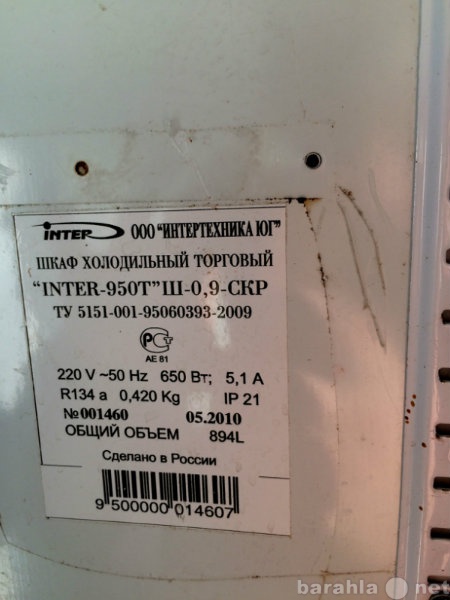 INTER ООО "ИНТЕРТЕХНИКА ЮГ"
ШКАФ ХОЛОДИЛЬНЫЙ ТОРГОВЫЙ
"INTER-950T" Ш-0,9-СКР
ТУ 5151-001-95060393-2009
РСТ
АЕ 81
220 V ~50 Hz 650 Вт; 5,1 А
R134 a 0,420 Kg IP 21
№001460 05.2010
ОБЩИЙ ОБЪЕМ 894L
Сделано в России
9 500000 014607
barahla.net